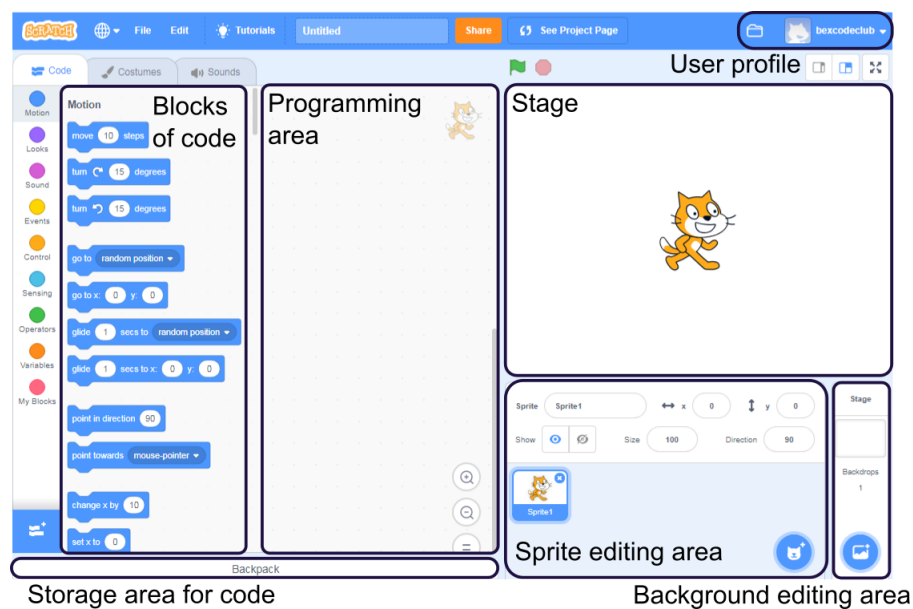 SCRATCH
File
Edit
Tutorials
Untitled
Share
See Project Page
bexcodeclub
Code
Costumes
Sounds
User profile
Motion
Looks
Sound
Events
Control
Sensing
Operators
Variables
My Blocks
Motion
Blocks
of code
move 10 steps
turn 15 degrees
turn 15 degrees
go to random position
go to x: 0 y: 0
glide 1 secs to random position
glide 1 secs to x: 0 y: 0
point in direction 90
point towards mouse-pointer
change x by 10
set x to 0
Programming
area
Stage
Sprite Sprite1 x 0 y 0
Show Size 100 Direction 90
Sprite1
Sprite editing area
Stage
Backdrops
1
Backpack
Storage area for code
Background editing area